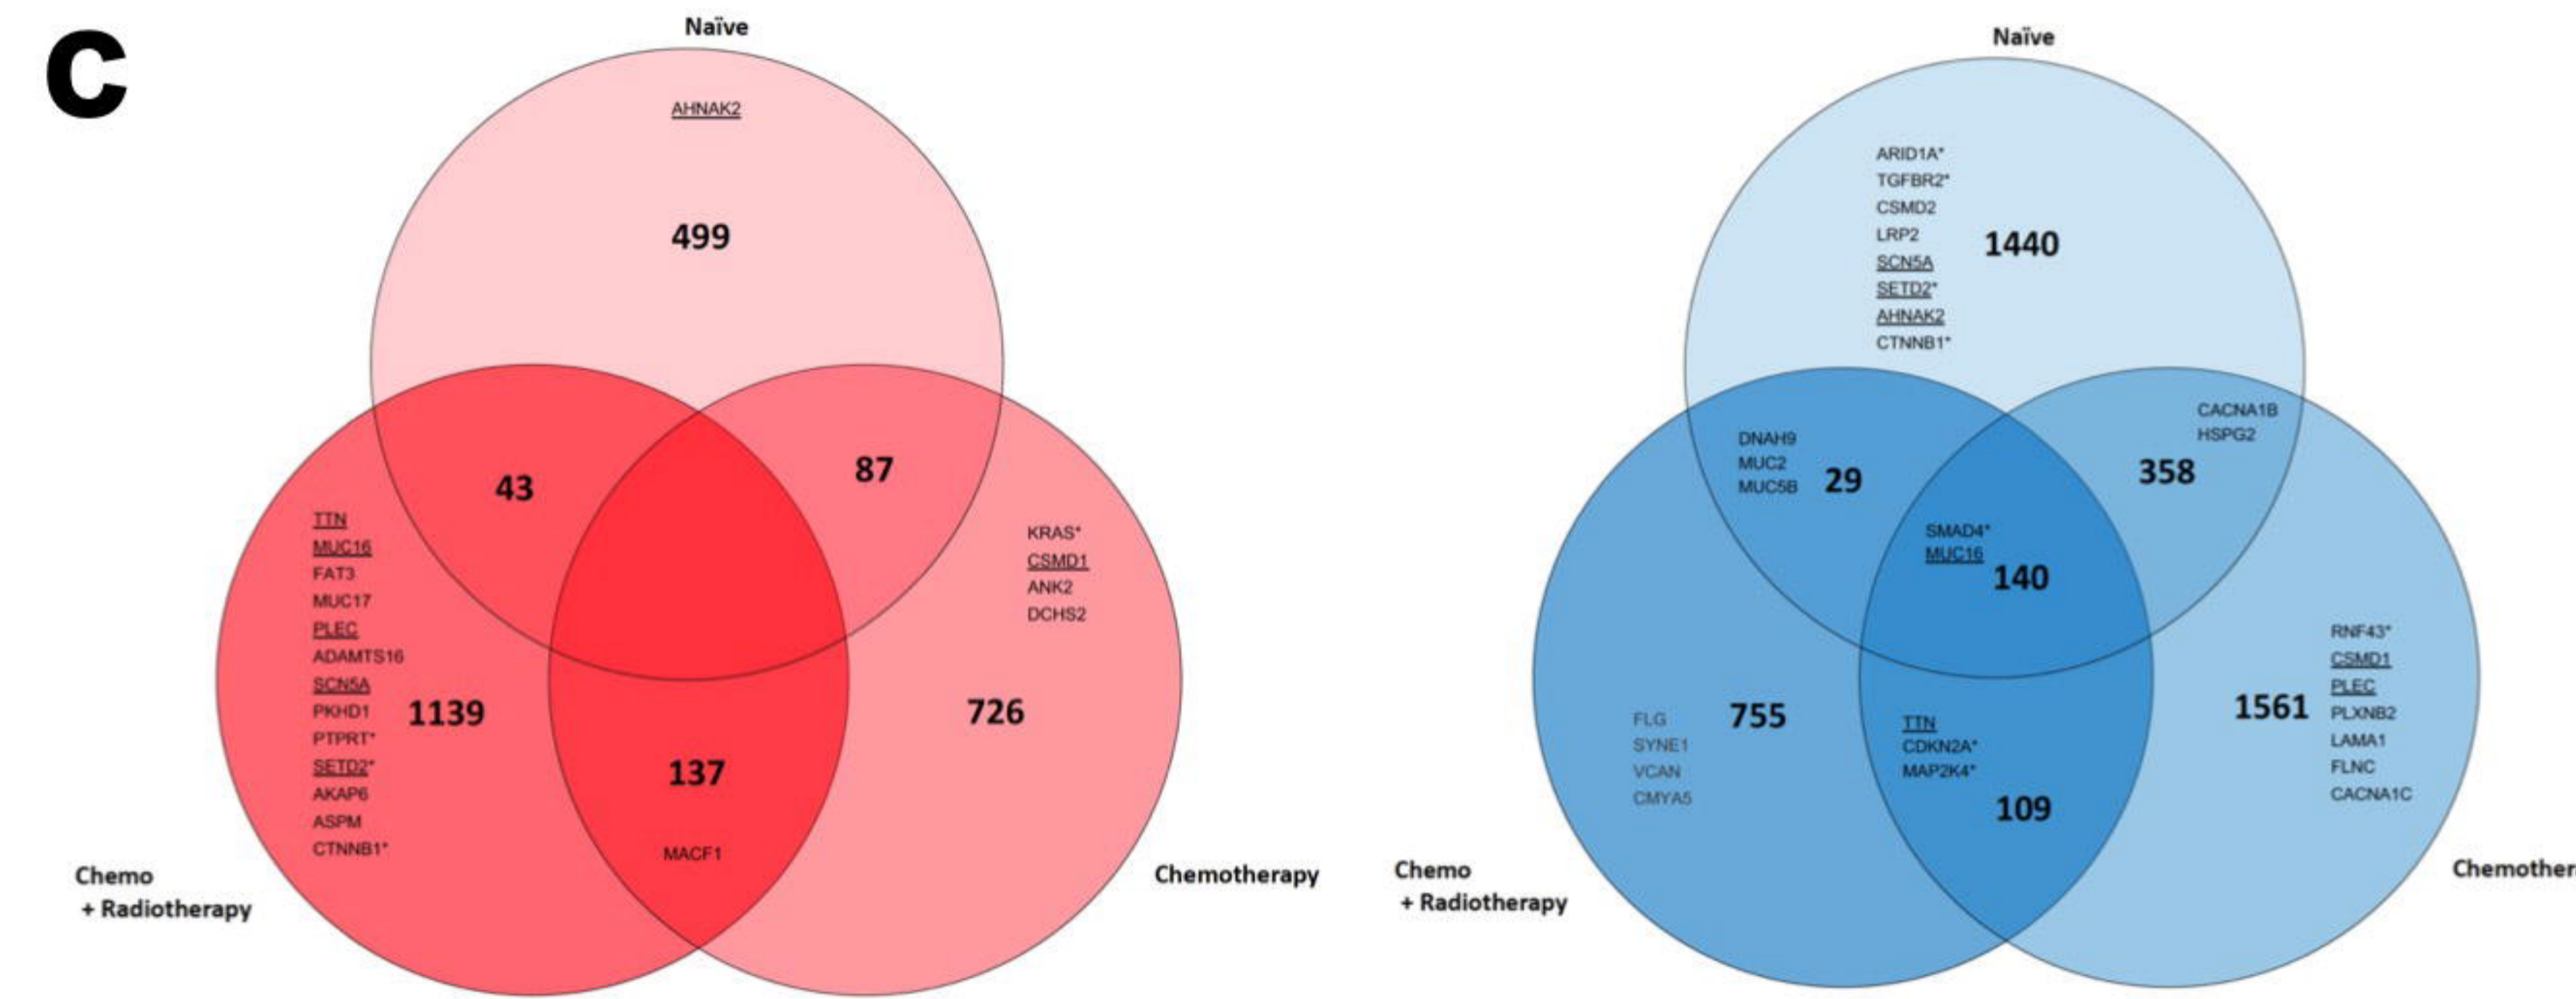 C
Naïve
AHNAK2
499
43
87
TTN
MUC16
FAT3
MUC17
PLEC
ADAMTS16
SCN5A
PKHD1
PTPRT*
SETD2*
AKAP6
ASPM
CTNNB1*
1139
KRAS*
CSMD1
ANK2
DCHS2
726
137
MACF1
Chemo
+ Radiotherapy
Chemotherapy
Naïve
ARID1A*
TGFBR2*
CSMD2
LRP2
SCN5A
SETD2*
AHNAK2
CTNNB1*
1440
DNAH9
MUC2
MUC5B
29
CACNA1B
HSPG2
358
SMAD4*
MUC16
140
FLG
SYNE1
VCAN
CMYA5
755
TTN
CDKN2A*
MAP2K4*
109
1561
RNF43*
CSMD1
PLEC
PLXNB2
LAMA1
FLNC
CACNA1C
Chemo
+ Radiotherapy
Chemother